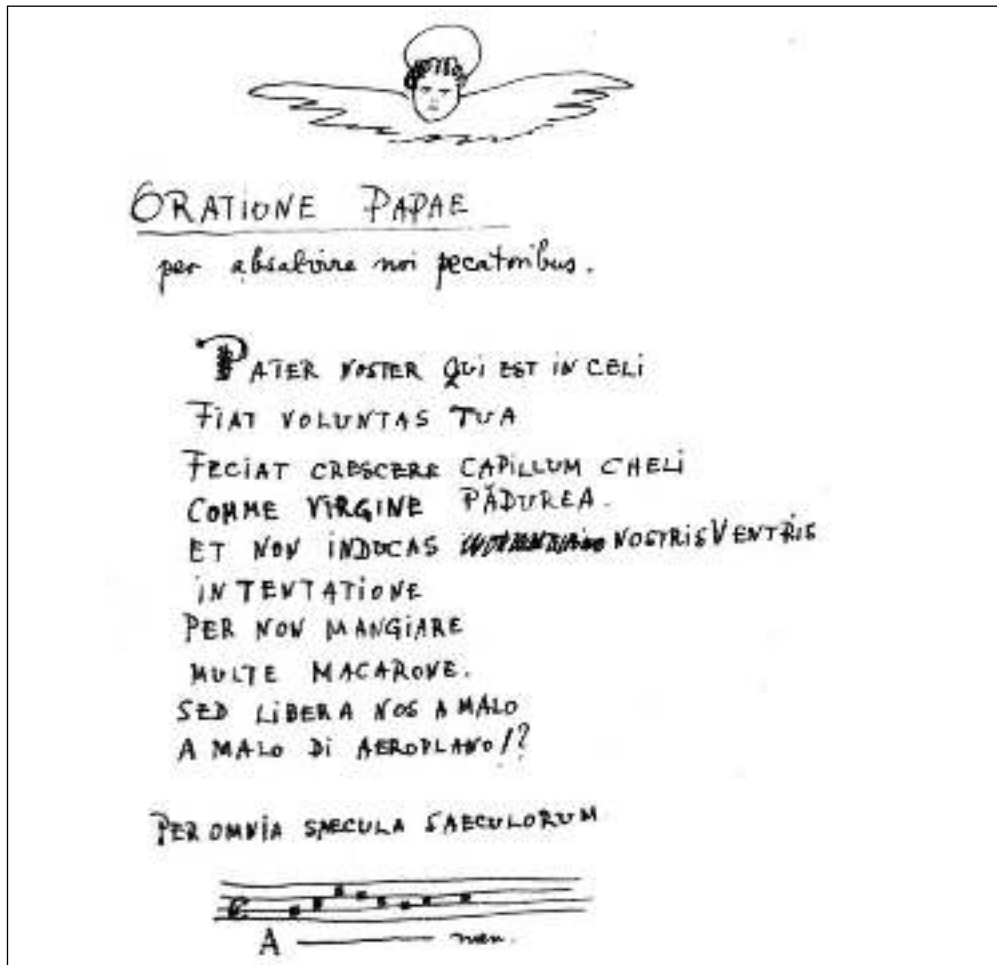 ORATIONE PAPAE
per absolvire noi pecatoribus.
PATER NOSTER QUI EST IN CELI
FIAT VOLUNTAS TUA
FECIAT CRESCERE CAPILLUM CHELI
COMME VIRGINE PĂDUREA.
ET NON INDUCAS NOSTRIS VENTRIS
IN TENTATIONE
PER NON MANGIARE
MULTE MACARONE.
SED LIBERA NOS A MALO
A MALO DI AEROPLANO!?
PER OMNIA SAECULA SAECULORUM
A — men.